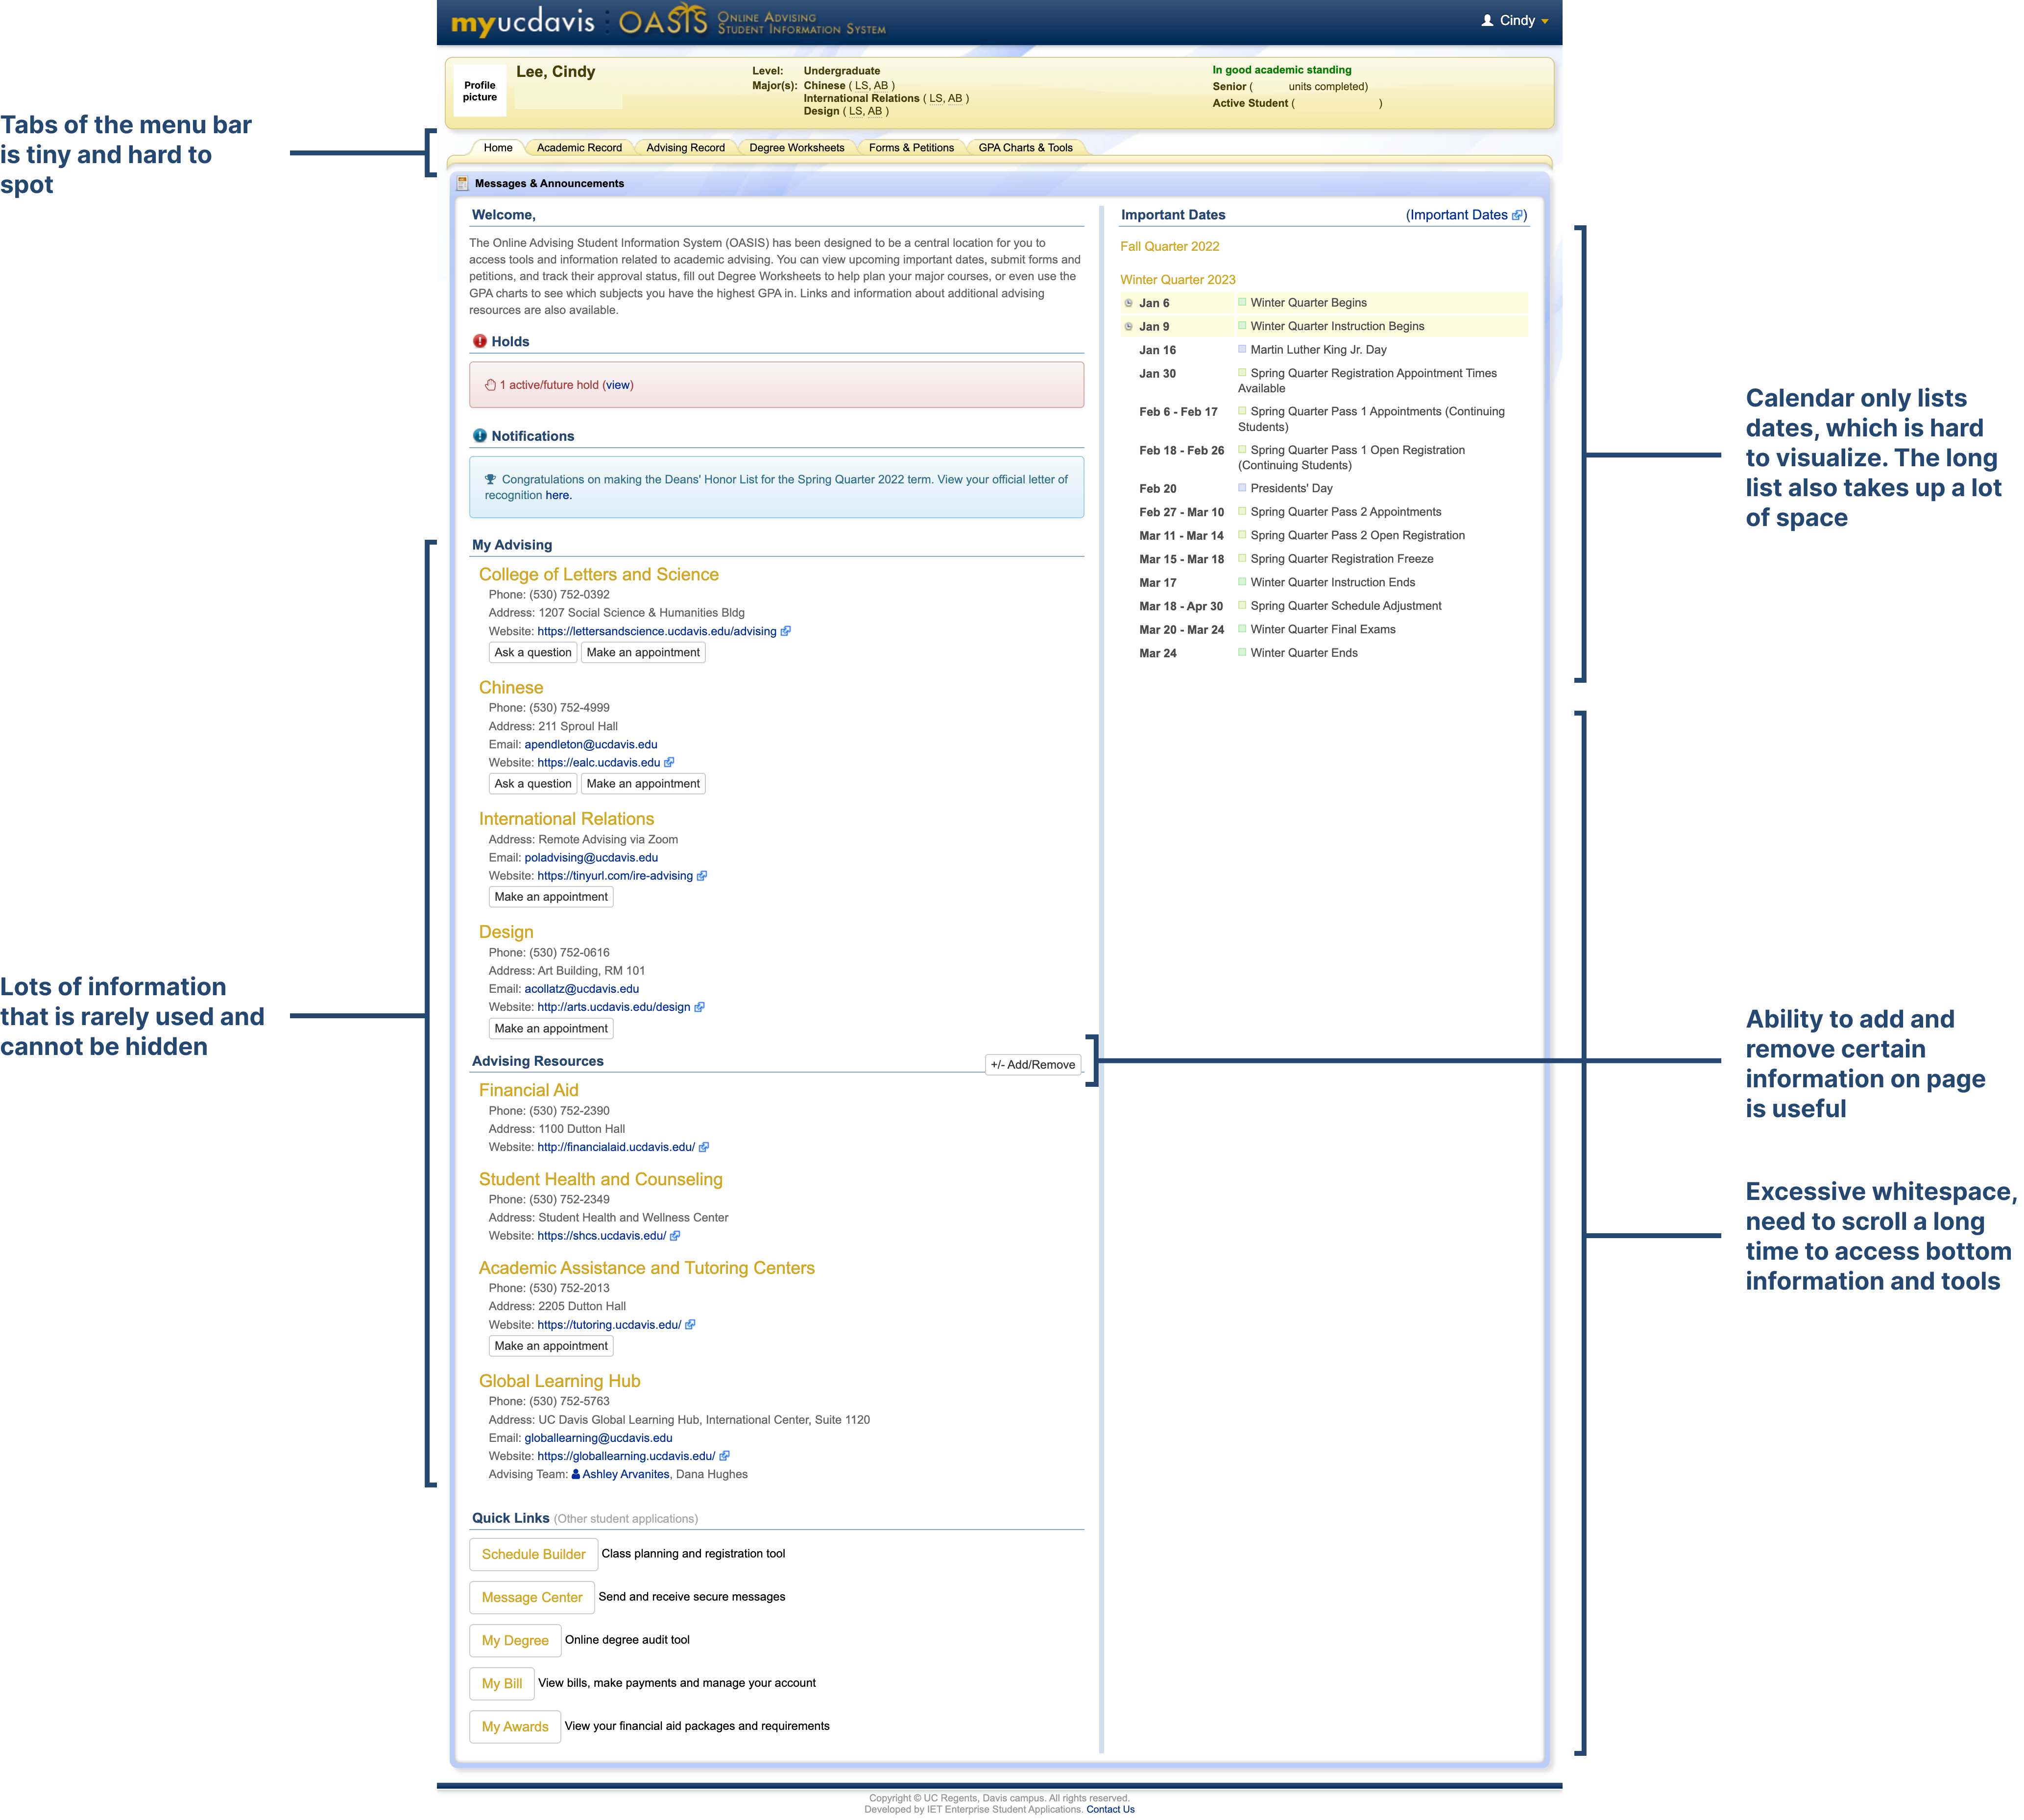 myucdavis OASIS ONLINE ADVISING
STUDENT INFORMATION SYSTEM
Cindy
Profile
picture
Lee, Cindy
Level: Undergraduate
Major(s): Chinese ( LS, AB )
International Relations ( LS, AB )
Design ( LS, AB )
In good academic standing
Senior ( units completed)
Active Student ( )
Tabs of the menu bar
is tiny and hard to
spot
Home Academic Record Advising Record Degree Worksheets Forms & Petitions GPA Charts & Tools
Messages & Announcements
Welcome,
The Online Advising Student Information System (OASIS) has been designed to be a central location for you to
access tools and information related to academic advising. You can view upcoming important dates, submit forms and
petitions, and track their approval status, fill out Degree Worksheets to help plan your major courses, or even use the
GPA charts to see which subjects you have the highest GPA in. Links and information about additional advising
resources are also available.
Holds
1 active/future hold (view)
Notifications
Congratulations on making the Deans' Honor List for the Spring Quarter 2022 term. View your official letter of
recognition here.
My Advising
College of Letters and Science
Phone: (530) 752-0392
Address: 1207 Social Science & Humanities Bldg
Website: https://lettersandscience.ucdavis.edu/advising
Ask a question Make an appointment
Chinese
Phone: (530) 752-4999
Address: 211 Sproul Hall
Email: apendleton@ucdavis.edu
Website: https://ealc.ucdavis.edu
Ask a question Make an appointment
International Relations
Address: Remote Advising via Zoom
Email: poladvising@ucdavis.edu
Website: https://tinyurl.com/ire-advising
Make an appointment
Design
Phone: (530) 752-0616
Address: Art Building, RM 101
Email: acollatz@ucdavis.edu
Website: http://arts.ucdavis.edu/design
Make an appointment
Lots of information
that is rarely used and
cannot be hidden
Advising Resources +/- Add/Remove
Financial Aid
Phone: (530) 752-2390
Address: 1100 Dutton Hall
Website: http://financialaid.ucdavis.edu/
Student Health and Counseling
Phone: (530) 752-2349
Address: Student Health and Wellness Center
Website: https://shcs.ucdavis.edu/
Academic Assistance and Tutoring Centers
Phone: (530) 752-2013
Address: 2205 Dutton Hall
Website: https://tutoring.ucdavis.edu/
Make an appointment
Global Learning Hub
Phone: (530) 752-5763
Address: UC Davis Global Learning Hub, International Center, Suite 1120
Email: globallearning@ucdavis.edu
Website: https://globallearning.ucdavis.edu/
Advising Team: Ashley Arvanites, Dana Hughes
Quick Links (Other student applications)
Schedule Builder Class planning and registration tool
Message Center Send and receive secure messages
My Degree Online degree audit tool
My Bill View bills, make payments and manage your account
My Awards View your financial aid packages and requirements
Important Dates (Important Dates )
Fall Quarter 2022
Winter Quarter 2023
Jan 6 Winter Quarter Begins
Jan 9 Winter Quarter Instruction Begins
Jan 16 Martin Luther King Jr. Day
Jan 30 Spring Quarter Registration Appointment Times
Available
Feb 6 - Feb 17 Spring Quarter Pass 1 Appointments (Continuing
Students)
Feb 18 - Feb 26 Spring Quarter Pass 1 Open Registration
(Continuing Students)
Feb 20 Presidents' Day
Feb 27 - Mar 10 Spring Quarter Pass 2 Appointments
Mar 11 - Mar 14 Spring Quarter Pass 2 Open Registration
Mar 15 - Mar 18 Spring Quarter Registration Freeze
Mar 17 Winter Quarter Instruction Ends
Mar 18 - Apr 30 Spring Quarter Schedule Adjustment
Mar 20 - Mar 24 Winter Quarter Final Exams
Mar 24 Winter Quarter Ends
Calendar only lists
dates, which is hard
to visualize. The long
list also takes up a lot
of space
Ability to add and
remove certain
information on page
is useful
Excessive whitespace,
need to scroll a long
time to access bottom
information and tools
Copyright © UC Regents, Davis campus. All rights reserved.
Developed by IET Enterprise Student Applications. Contact Us